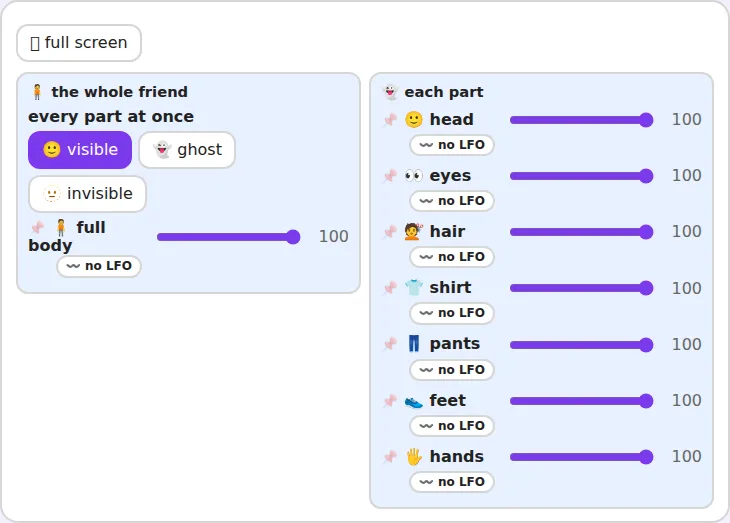 full screen
the whole friend
every part at once
visible
ghost
invisible
full body
100
no LFO
each part
head
100
no LFO
eyes
100
no LFO
hair
100
no LFO
shirt
100
no LFO
pants
100
no LFO
feet
100
no LFO
hands
100
no LFO